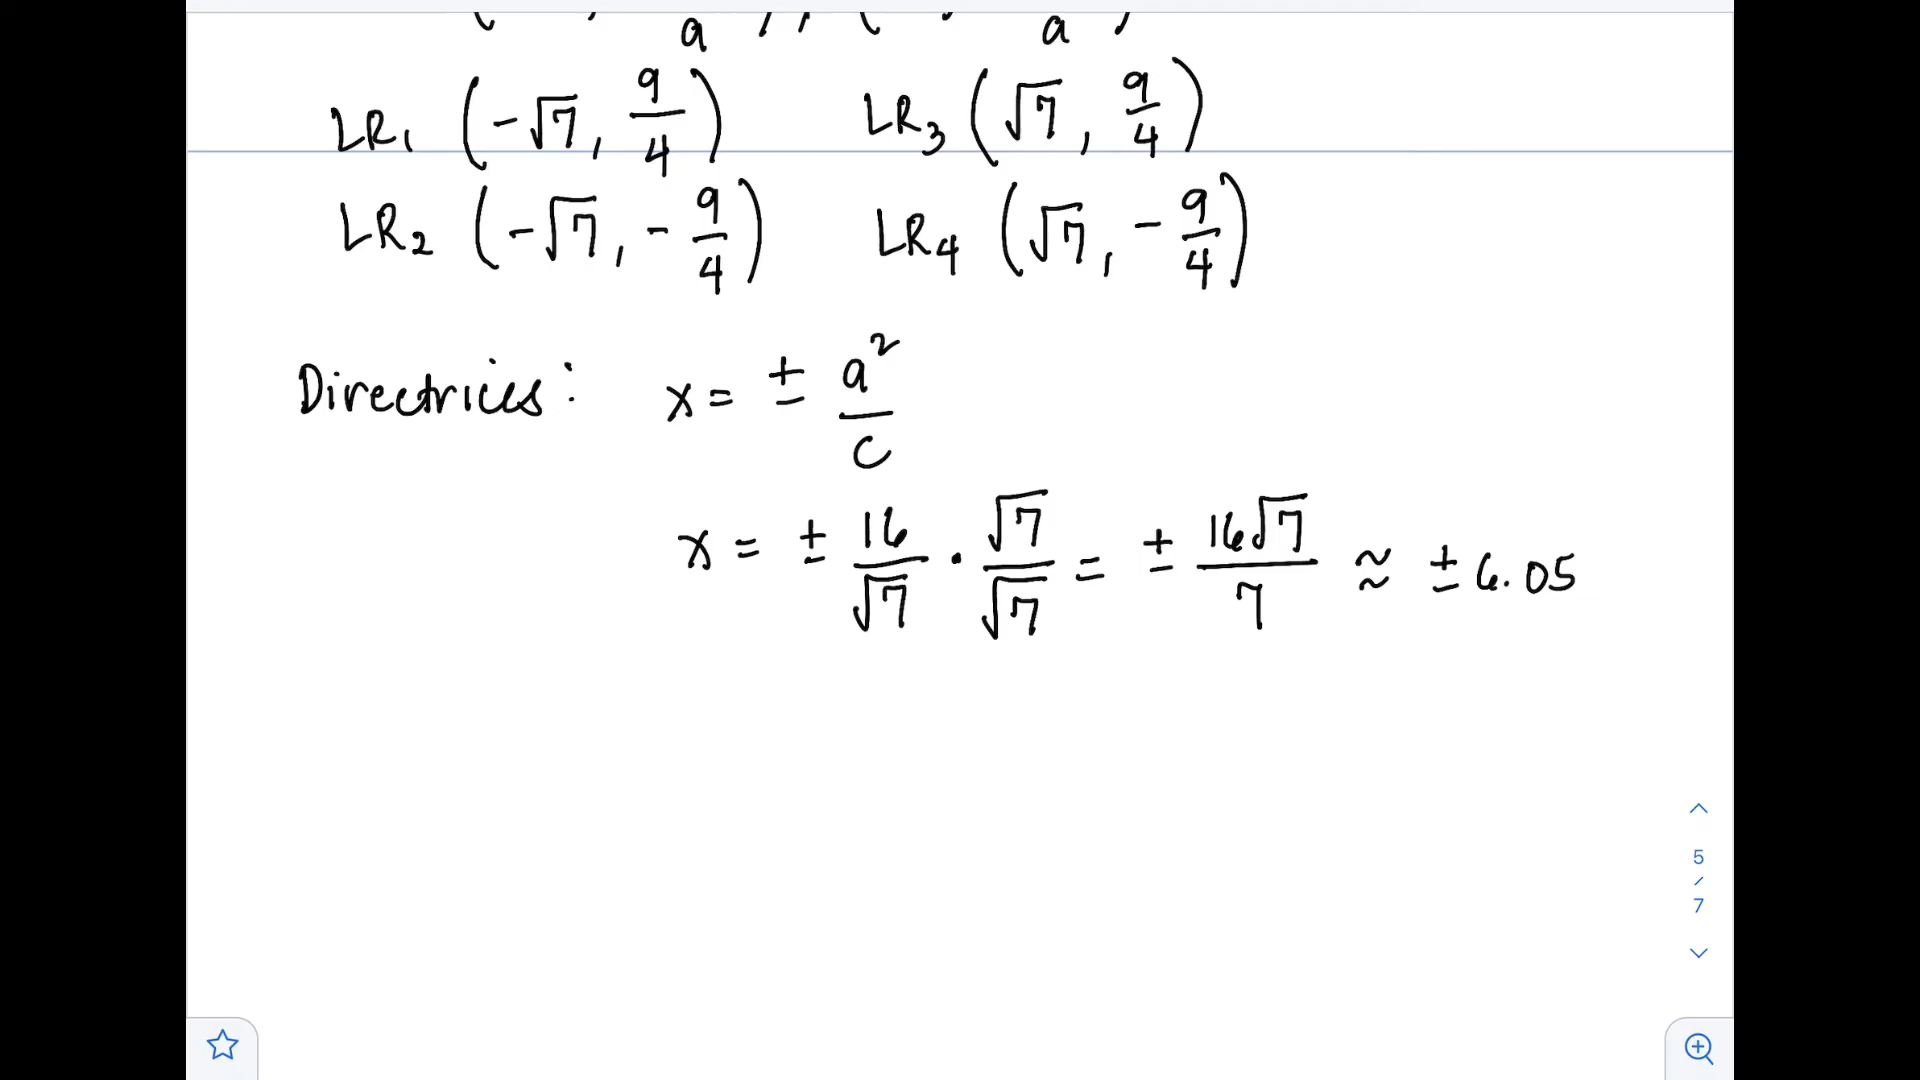 a a
LR₁ (-√7, 9/4) LR₃ (√7, 9/4)
LR₂ (-√7, -9/4) LR₄ (√7, -9/4)
Directrices: x = ± a²/c
x = ± 16/√7 · √7/√7 = ± 16√7/7 ≈ ± 6.05
5
/
7